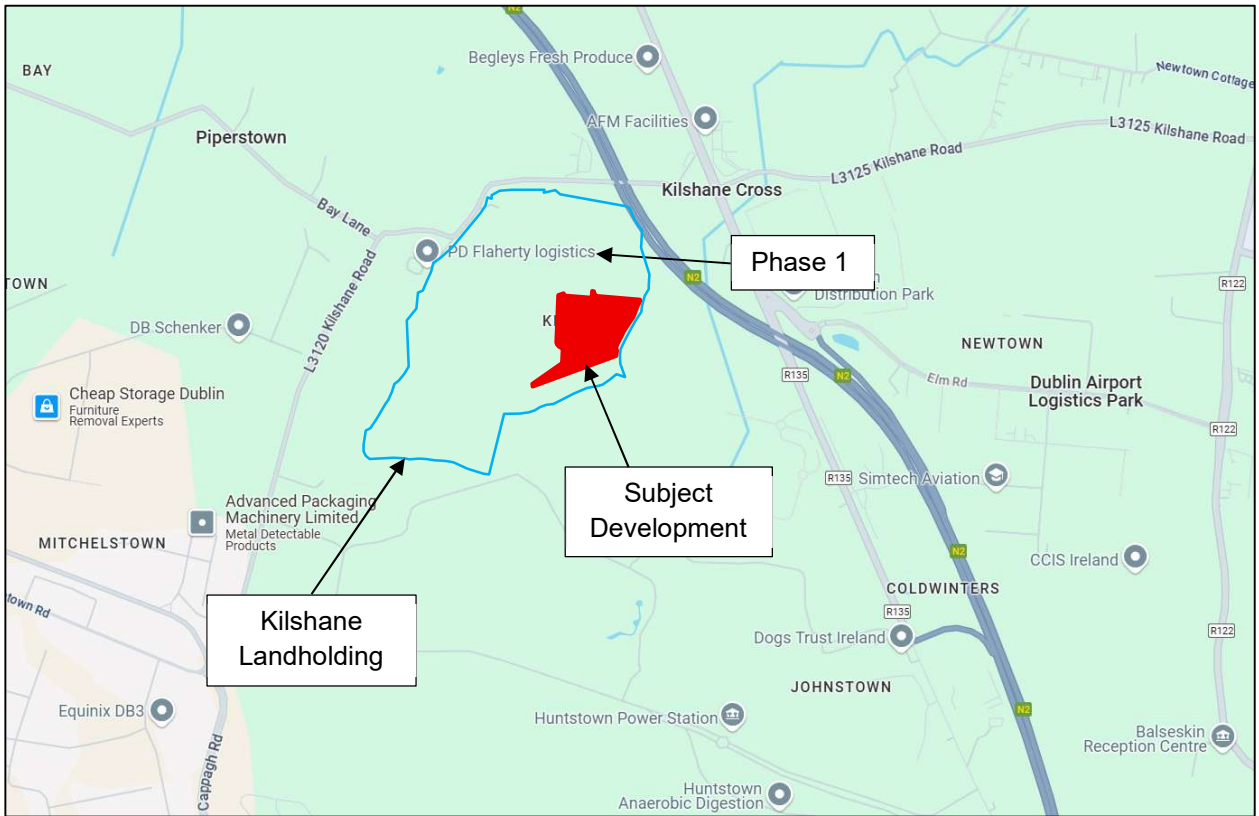 N2
Begleys Fresh Produce
BAY
Newtown Cottage
AFM Facilities
L3125 Kilshane Road
Piperstown
L3125 Kilshane Road
Kilshane Cross
Bay Lane
PD Flaherty logistics
Phase 1
N2
Distribution Park
R122
TOWN
L3120 Kilshane Road
DB Schenker
NEWTOWN
R135
N2
Elm Rd
Dublin Airport
Logistics Park
Cheap Storage Dublin
Furniture
Removal Experts
R122
R135
Simtech Aviation
Subject
Development
Advanced Packaging
Machinery Limited
Metal Detectable
Products
MITCHELSTOWN
N2
CCIS Ireland
COLDWINTERS
town Rd
Kilshane
Landholding
R135
Dogs Trust Ireland
R122
JOHNSTOWN
Equinix DB3
Huntstown Power Station
N2
Balseskin
Reception Centre
Cappagh Rd
Huntstown
Anaerobic Digestion